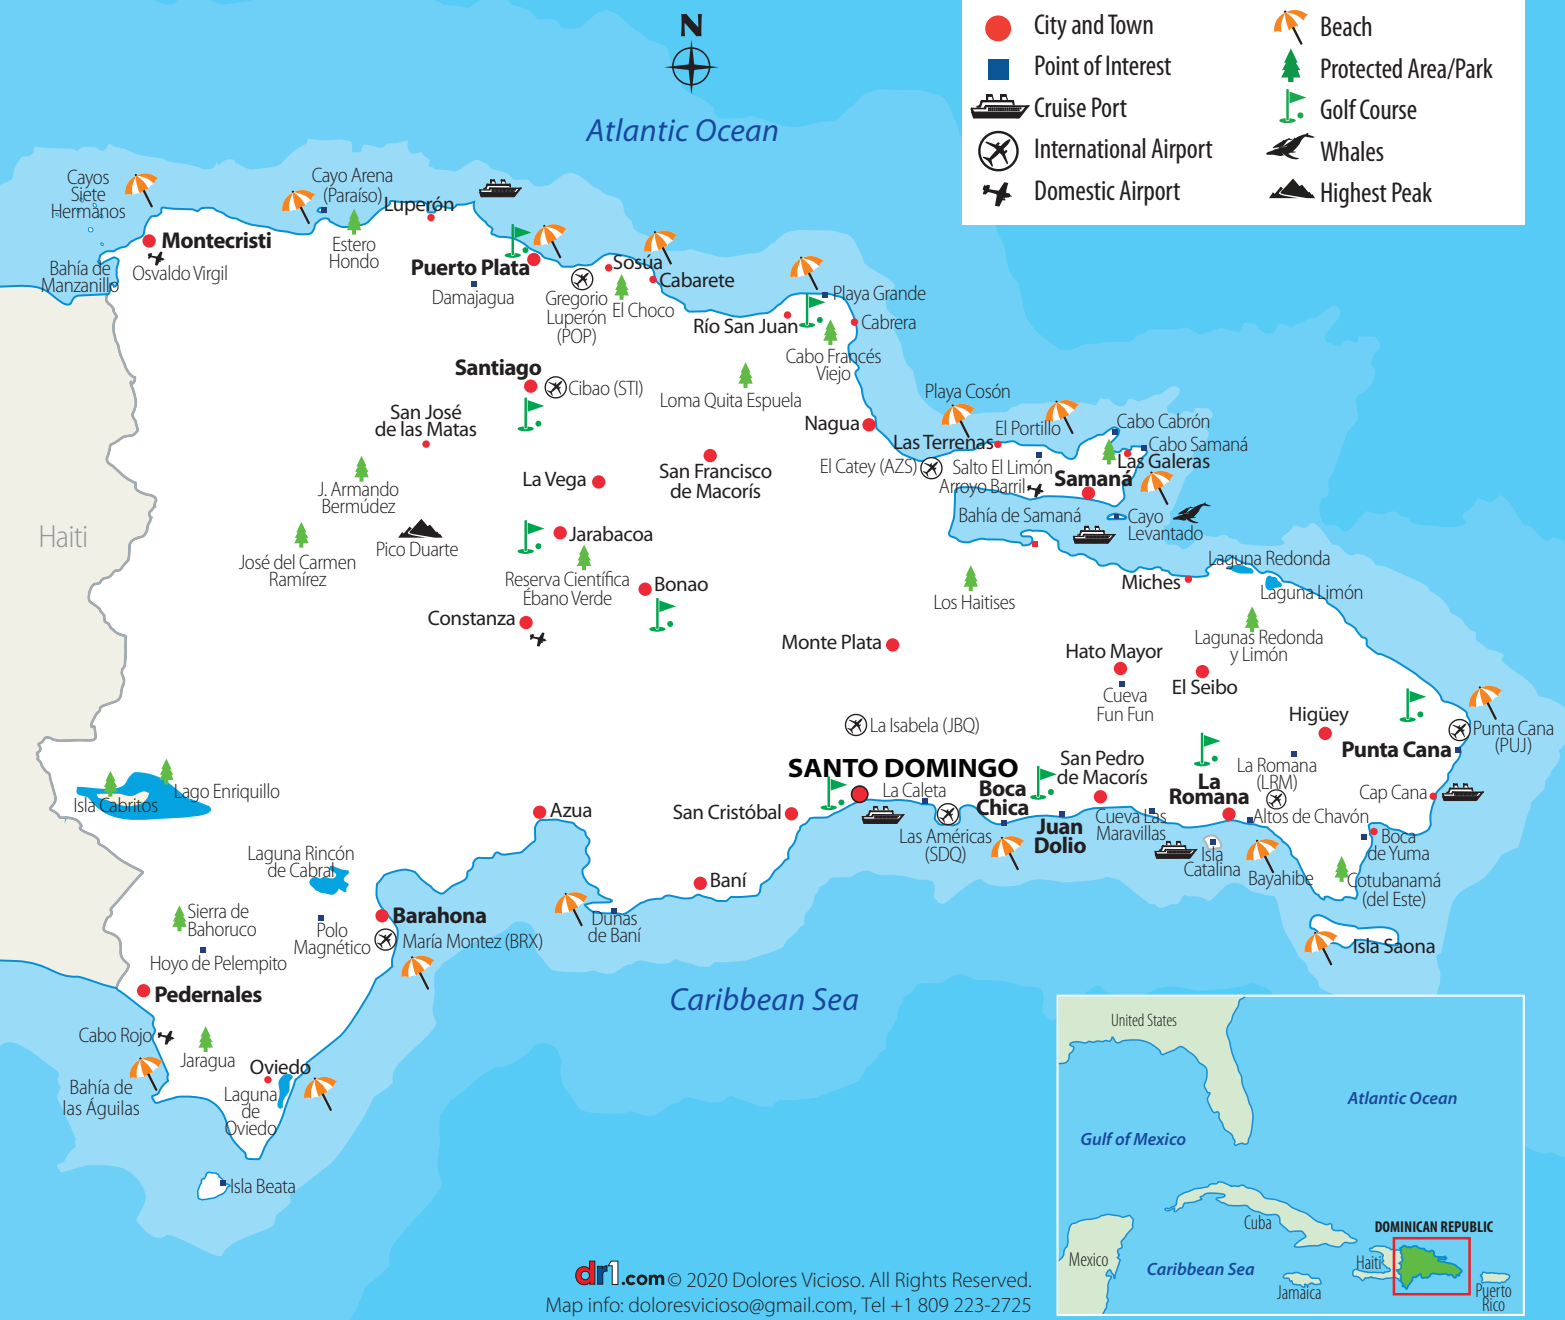 N
Atlantic Ocean
City and Town
Point of Interest
Cruise Port
International Airport
Domestic Airport
Beach
Protected Area/Park
Golf Course
Whales
Highest Peak
Cayos
Siete
Hermanos
Cayo Arena
(Paraíso)
Luperón
Montecristi
Osvaldo Virgil
Bahía de
Manzanillo
Estero
Hondo
Puerto Plata
Damajagua
Sosúa
Cabarete
Gregorio
Luperón
(POP)
El Choco
Playa Grande
Río San Juan
Cabrera
Cabo Francés
Viejo
Santiago
Cibao (STI)
Loma Quita Espuela
San José
de las Matas
Playa Cosón
Nagua
Las Terrenas
El Portillo
Cabo Cabrón
Cabo Samaná
Las Galeras
El Catey (AZS)
Salto El Limón
Arroyo Barril
Samaná
San Francisco
de Macorís
La Vega
J. Armando
Bermúdez
Bahía de Samaná
Cayo
Levantado
Haiti
Pico Duarte
Jarabacoa
José del Carmen
Ramírez
Reserva Científica
Ébano Verde
Bonao
Laguna Redonda
Miches
Laguna Limón
Los Haitises
Constanza
Lagunas Redonda
y Limón
Monte Plata
Hato Mayor
El Seibo
Cueva
Fun Fun
Higüey
La Isabela (JBQ)
Punta Cana
(PUJ)
Punta Cana
SANTO DOMINGO
San Pedro
de Macorís
La Romana
(LRM)
La
Romana
La Caleta
Boca
Chica
Cap Cana
Isla Cabritos
Lago Enriquillo
Azua
San Cristóbal
Las Américas
(SDQ)
Juan
Dolio
Cueva Las
Maravillas
Altos de Chavón
Boca
de Yuma
Isla
Catalina
Bayahibe
Cotubanamá
(del Este)
Laguna Rincón
de Cabral
Baní
Sierra de
Bahoruco
Polo
Magnético
Barahona
María Montez (BRX)
Dunas
de Baní
Isla Saona
Hoyo de Pelempito
Pedernales
Caribbean Sea
Cabo Rojo
Jaragua
Oviedo
Bahía de
las Águilas
Laguna
de
Oviedo
Isla Beata
United States
Atlantic Ocean
Gulf of Mexico
Cuba
DOMINICAN REPUBLIC
Mexico
Caribbean Sea
Haiti
Jamaica
Puerto
Rico
dr1.com © 2020 Dolores Vicioso. All Rights Reserved.
Map info: doloresvicioso@gmail.com, Tel +1 809 223-2725